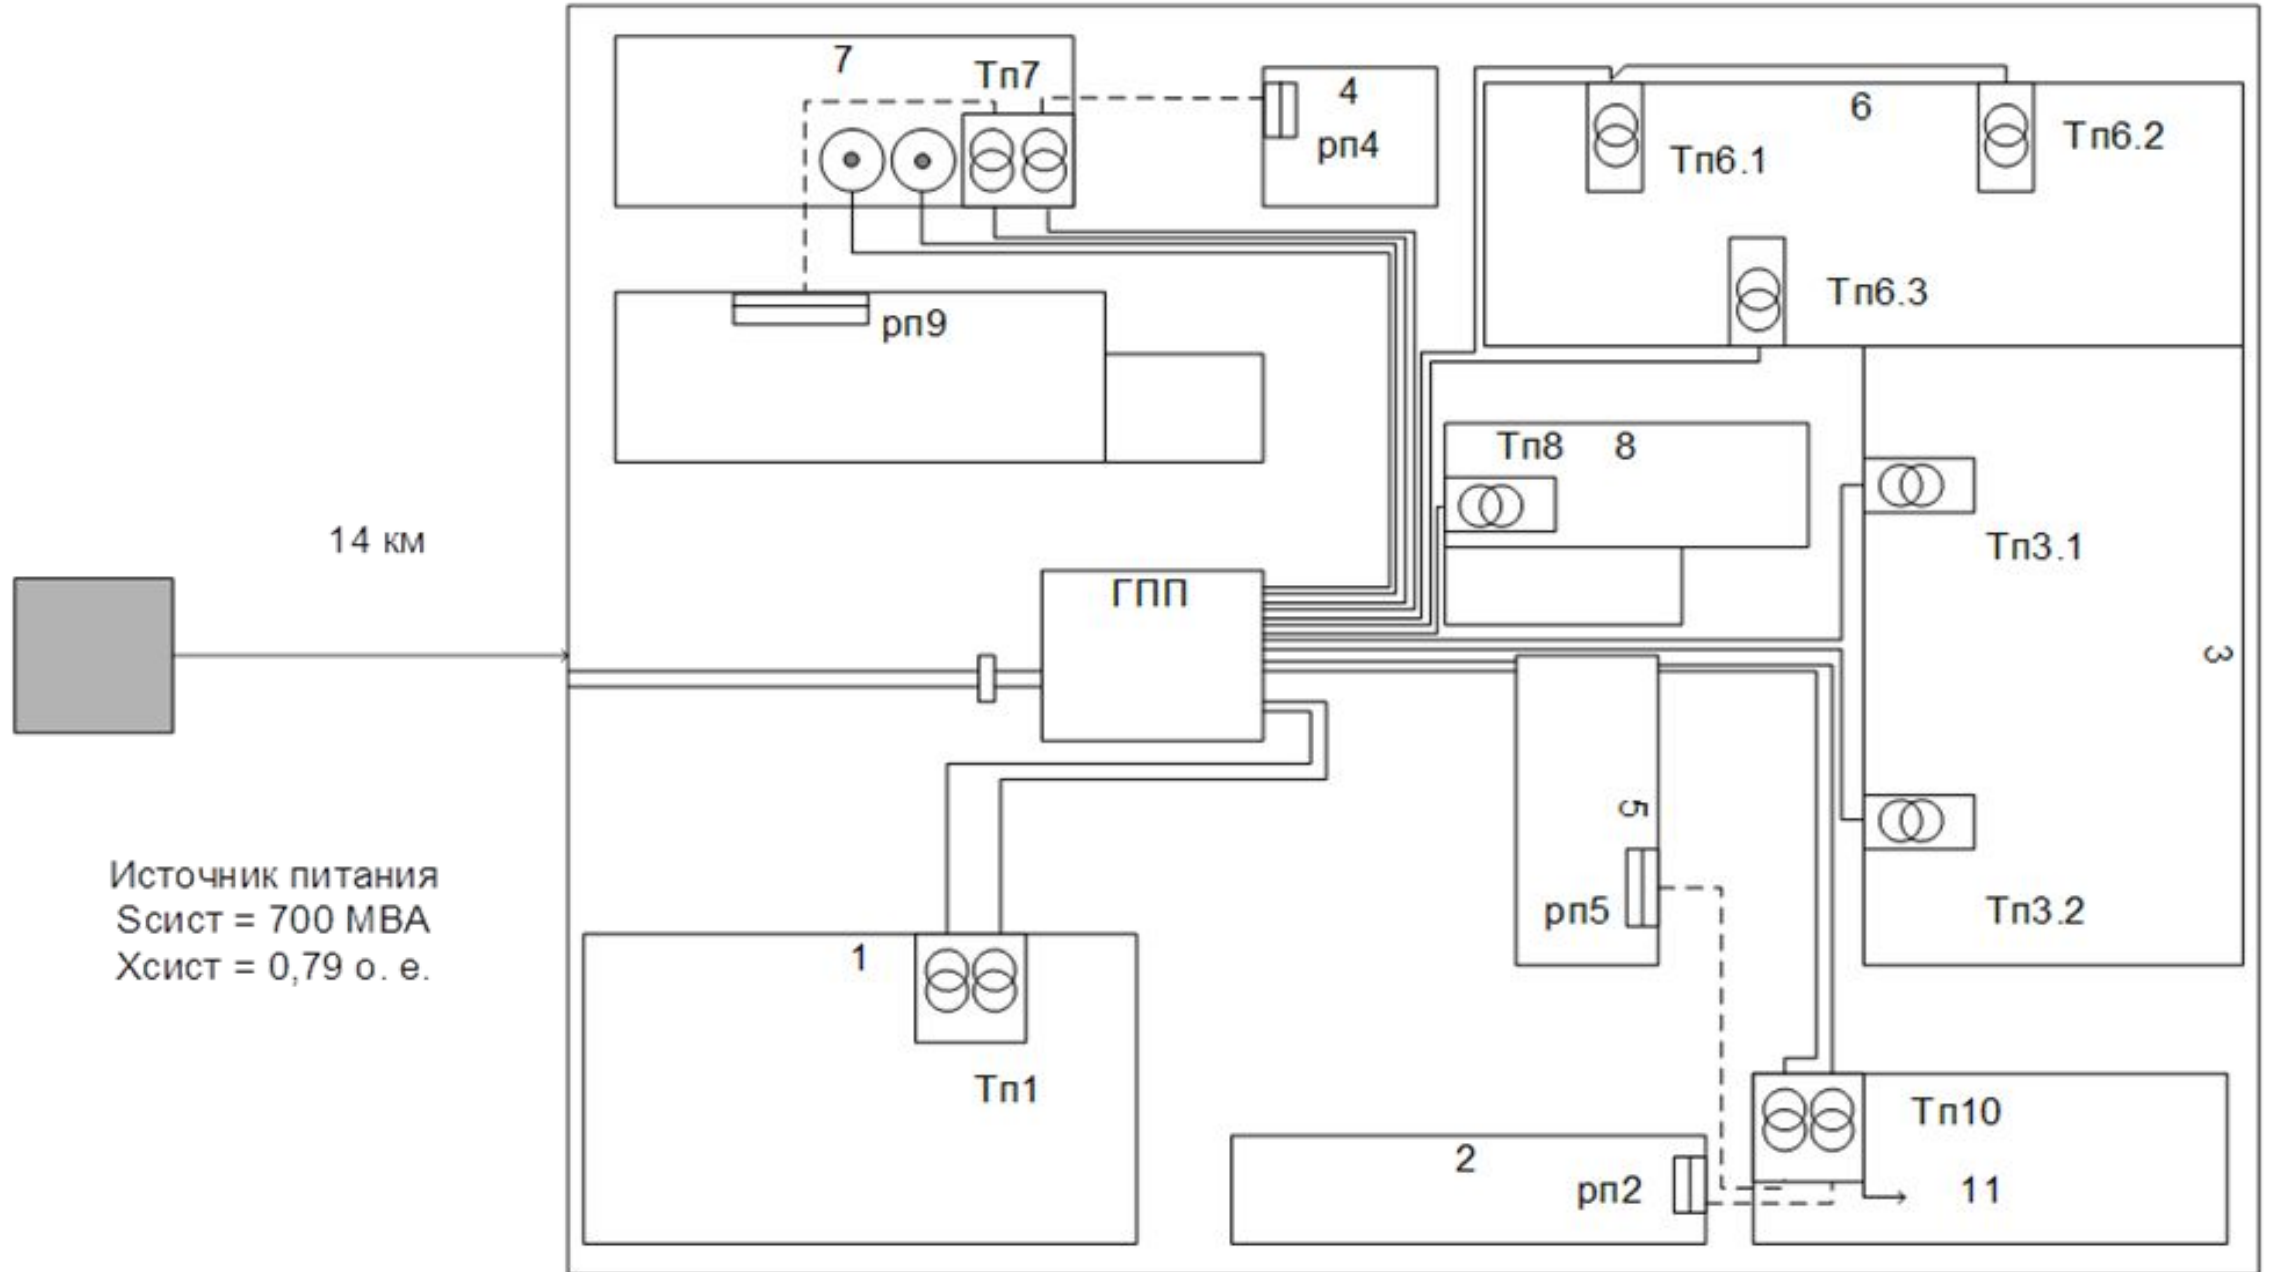 7
Тп7
4
рп4
6
Тп6.1
Тп6.2
Тп6.3
рп9
Тп8
8
14 км
Тп3.1
ГПП
3
5
Источник питания
Sсист = 700 МВА
Xсист = 0,79 о. е.
рп5
Тп3.2
1
Тп1
Тп10
2
рп2
11